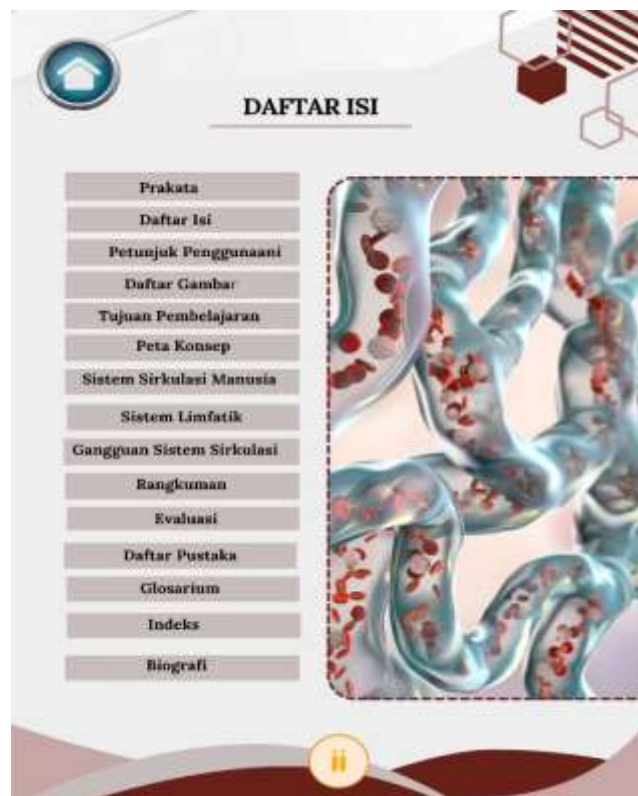 DAFTAR ISI
Prakata
Daftar Isi
Petunjuk Penggunaani
Daftar Gambar
Tujuan Pembelajaran
Peta Konsep
Sistem Sirkulasi Manusia
Sistem Limfatik
Gangguan Sistem Sirkulasi
Rangkuman
Evaluasi
Daftar Pustaka
Glosarium
Indeks
Biografi
ii